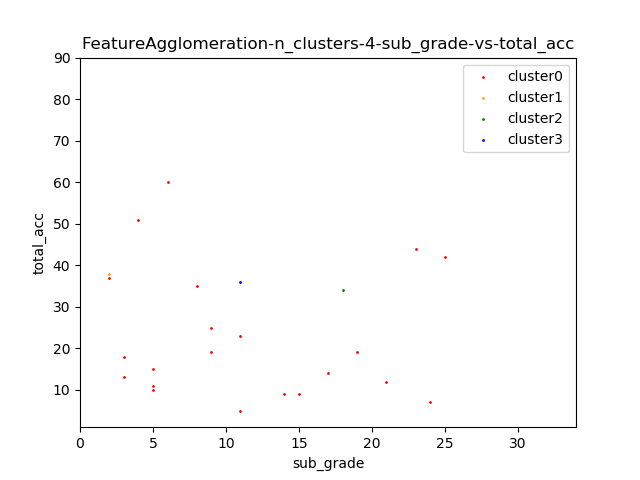 FeatureAgglomeration-n_clusters-4-sub_grade-vs-total_acc
cluster0
cluster1
cluster2
cluster3
total_acc
90
80
70
60
50
40
30
20
10
0 5 10 15 20 25 30
sub_grade